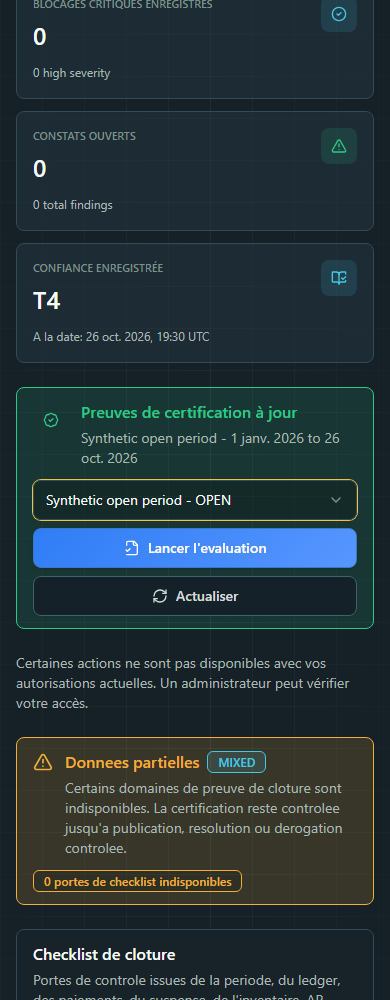 BLOCAGES CRITIQUES ENREGISTRÉS
0
0 high severity
CONSTATS OUVERTS
0
0 total findings
CONFIANCE ENREGISTRÉE
T4
A la date: 26 oct. 2026, 19:30 UTC
Preuves de certification à jour
Synthetic open period - 1 janv. 2026 to 26
oct. 2026
Synthetic open period - OPEN
Lancer l'evaluation
Actualiser
Certaines actions ne sont pas disponibles avec vos
autorisations actuelles. Un administrateur peut vérifier
votre accès.
Donnees partielles MIXED
Certains domaines de preuve de cloture sont
indisponibles. La certification reste controlee
jusqu'a publication, resolution ou derogation
controlee.
0 portes de checklist indisponibles
Checklist de cloture
Portes de controle issues de la periode, du ledger,
des paiements, du suspense, de l'inventaire, AP,